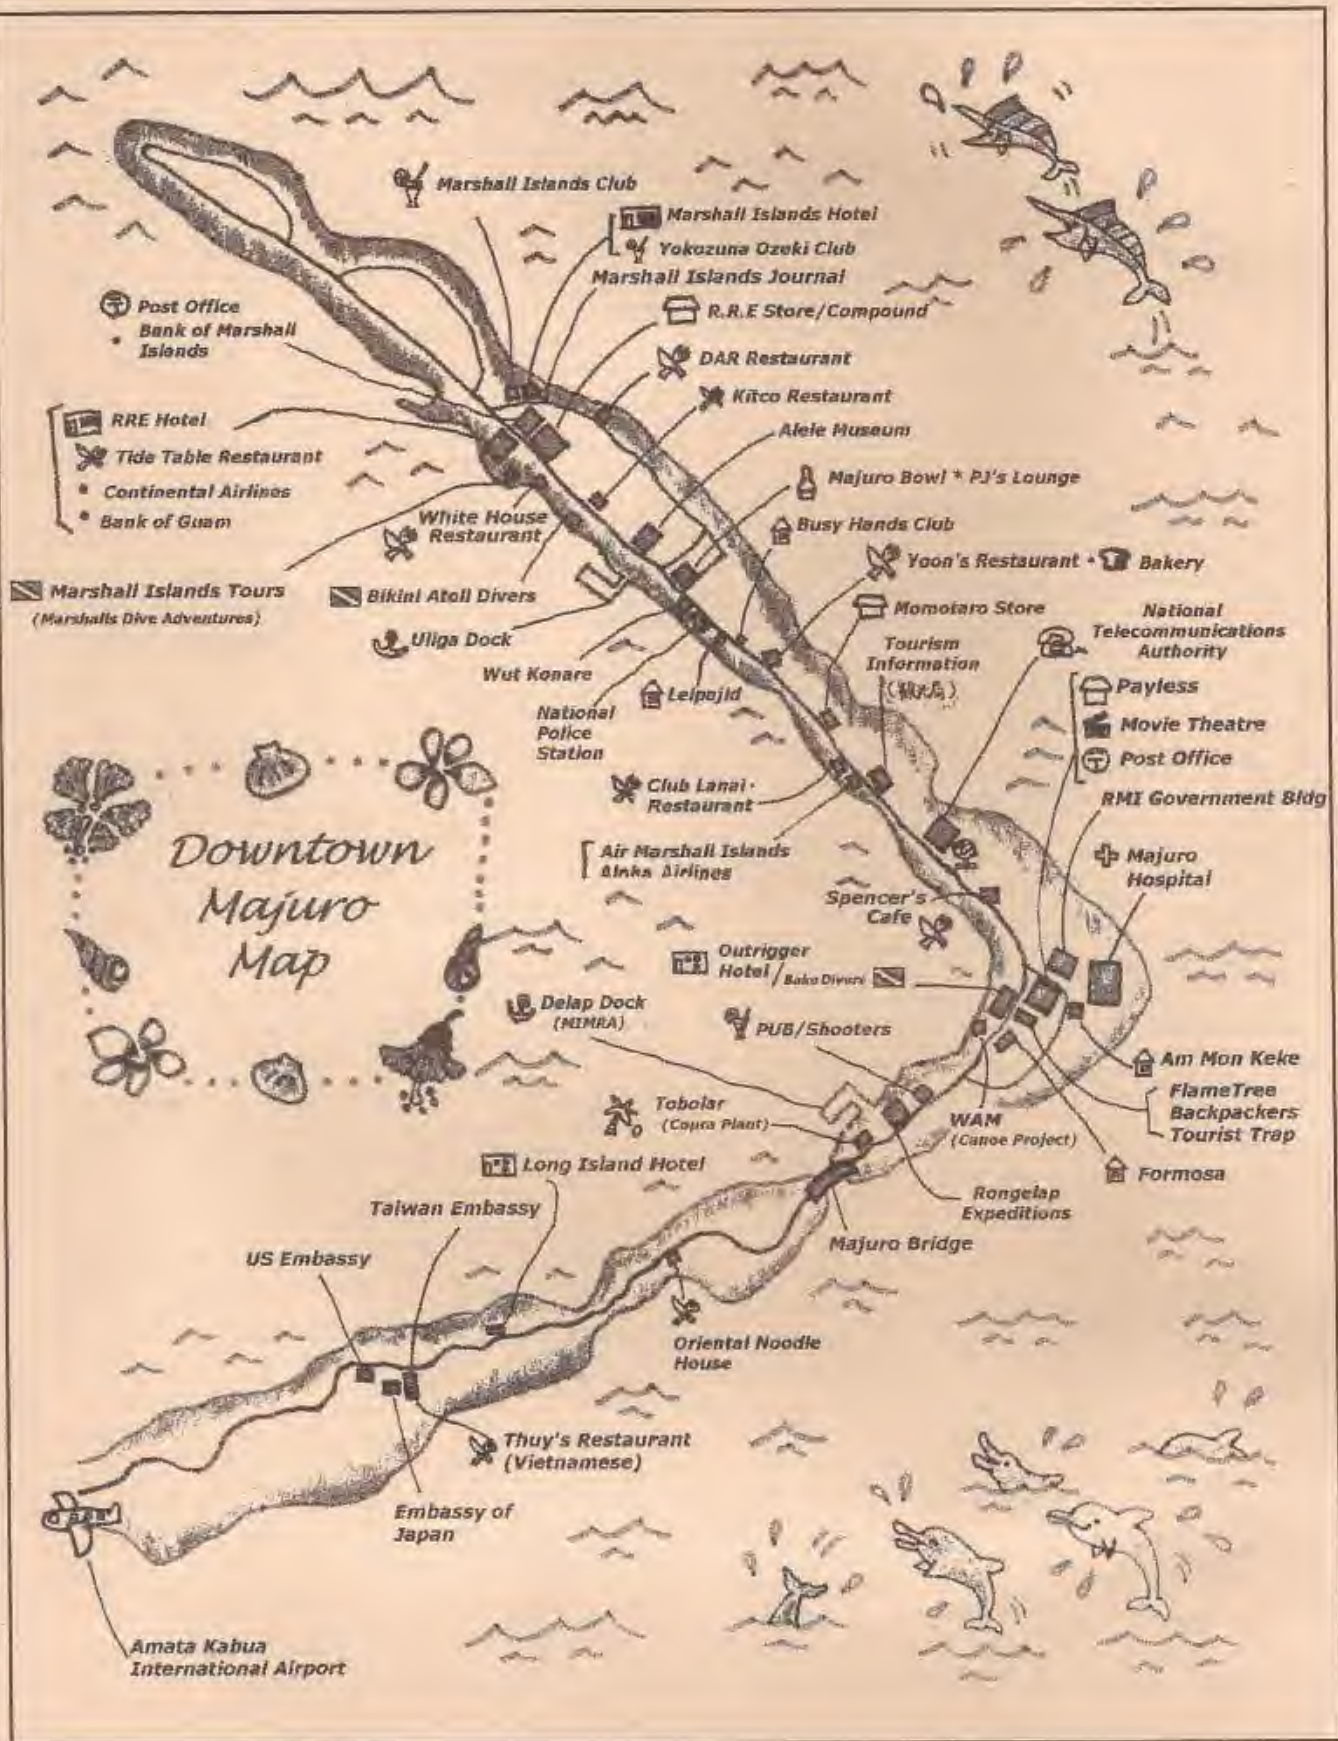 Marshall Islands Club
Marshall Islands Hotel
Yokozuna Ozeki Club
Marshall Islands Journal
R.R.E Store/Compound
Post Office
Bank of Marshall
Islands
DAR Restaurant
Kitco Restaurant
RRE Hotel
Tide Table Restaurant
Continental Airlines
Bank of Guam
Alele Museum
Majuro Bowl * PJ's Lounge
White House
Restaurant
Busy Hands Club
Yoon's Restaurant · Bakery
Marshall Islands Tours
(Marshalls Dive Adventures)
Bikini Atoll Divers
Momotaro Store
National
Telecommunications
Authority
Uliga Dock
Tourism
Information
Wut Konare
Lelpajid
National
Police
Station
Payless
Movie Theatre
Post Office
Club Lanai ·
Restaurant
RMI Government Bldg
Downtown
Majuro
Map
Air Marshall Islands
Airlines
Majuro
Hospital
Spencer's
Cafe
Outrigger
Hotel / Bako Divers
Delap Dock
(MIMRA)
PUB/Shooters
Am Mon Keke
FlameTree
Backpackers
Tourist Trap
Tobolar
(Copra Plant)
WAM
(Canoe Project)
Long Island Hotel
Formosa
Taiwan Embassy
Rongelap
Expeditions
Majuro Bridge
US Embassy
Oriental Noodle
House
Thuy's Restaurant
(Vietnamese)
Embassy of
Japan
Amata Kabua
International Airport